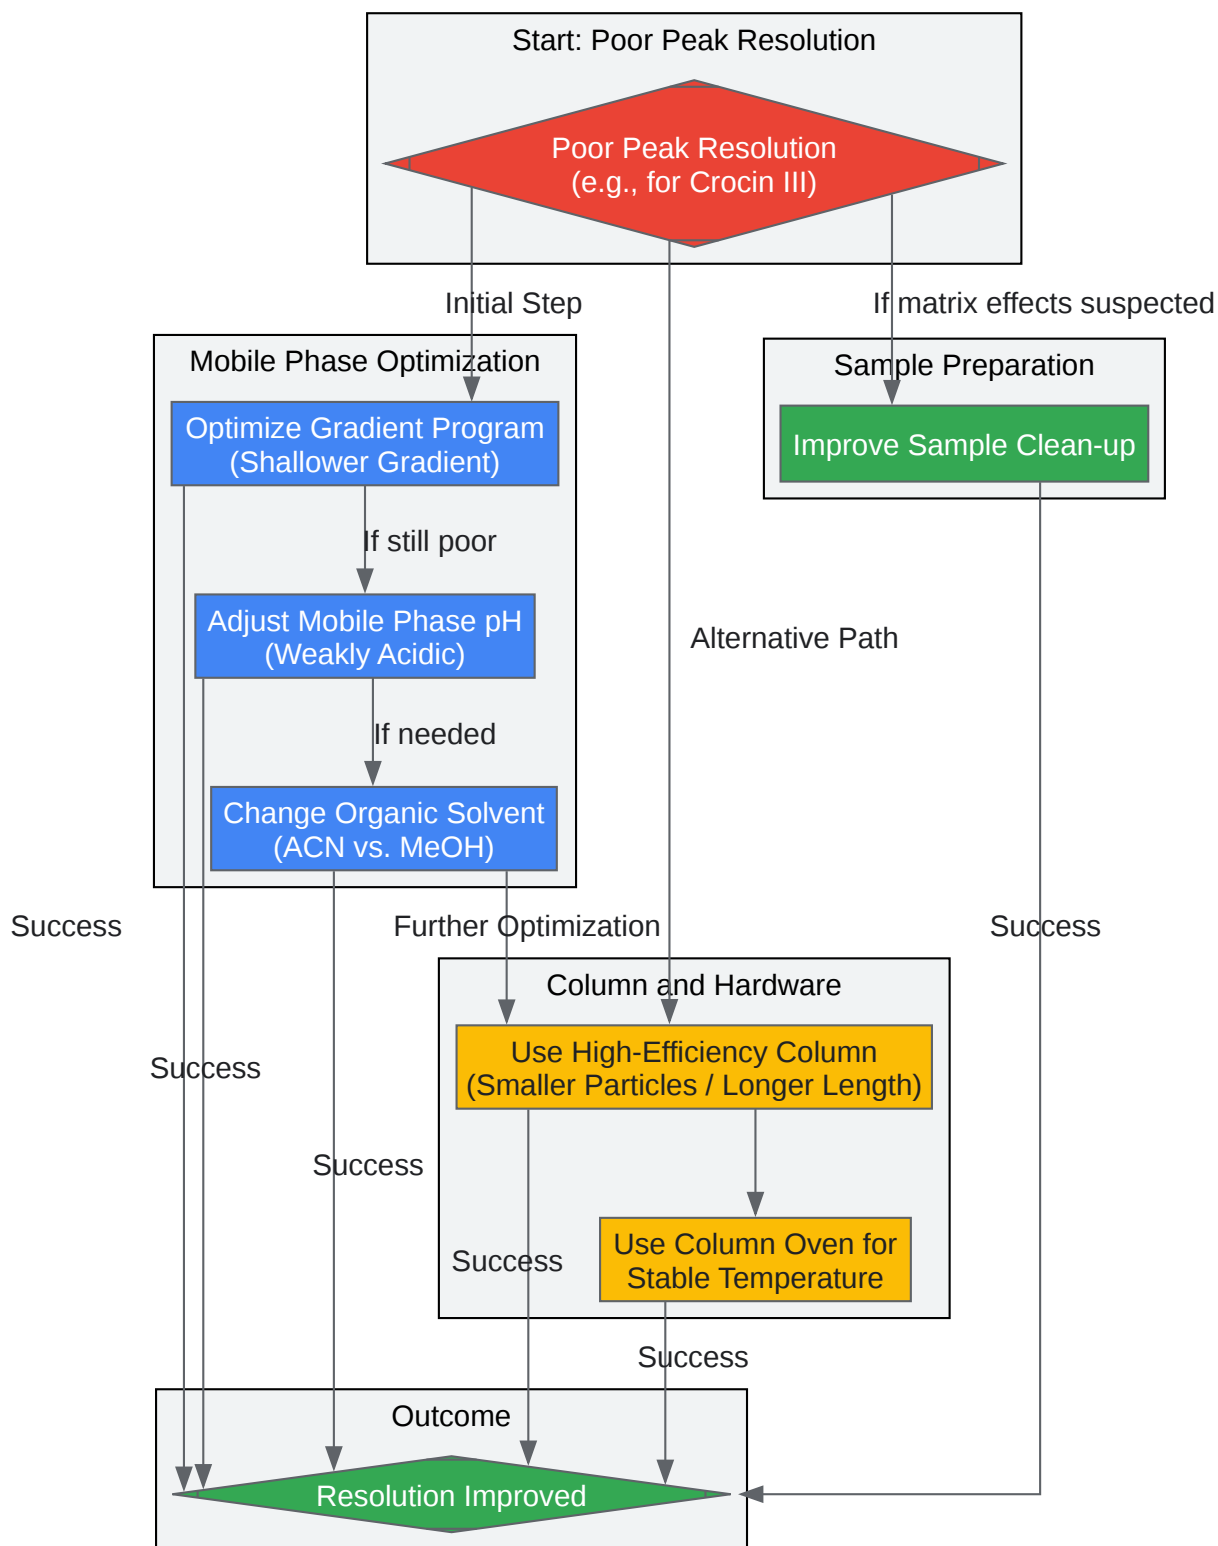 Start: Poor Peak Resolution
Poor Peak Resolution
(e.g., for Crocin III)
Initial Step
If matrix effects suspected
Mobile Phase Optimization
Sample Preparation
Optimize Gradient Program
(Shallower Gradient)
Improve Sample Clean-up
If still poor
Adjust Mobile Phase pH
(Weakly Acidic)
Alternative Path
If needed
Change Organic Solvent
(ACN vs. MeOH)
Success
Further Optimization
Success
Column and Hardware
Use High-Efficiency Column
(Smaller Particles / Longer Length)
Success
Success
Success
Use Column Oven for
Stable Temperature
Success
Outcome
Resolution Improved